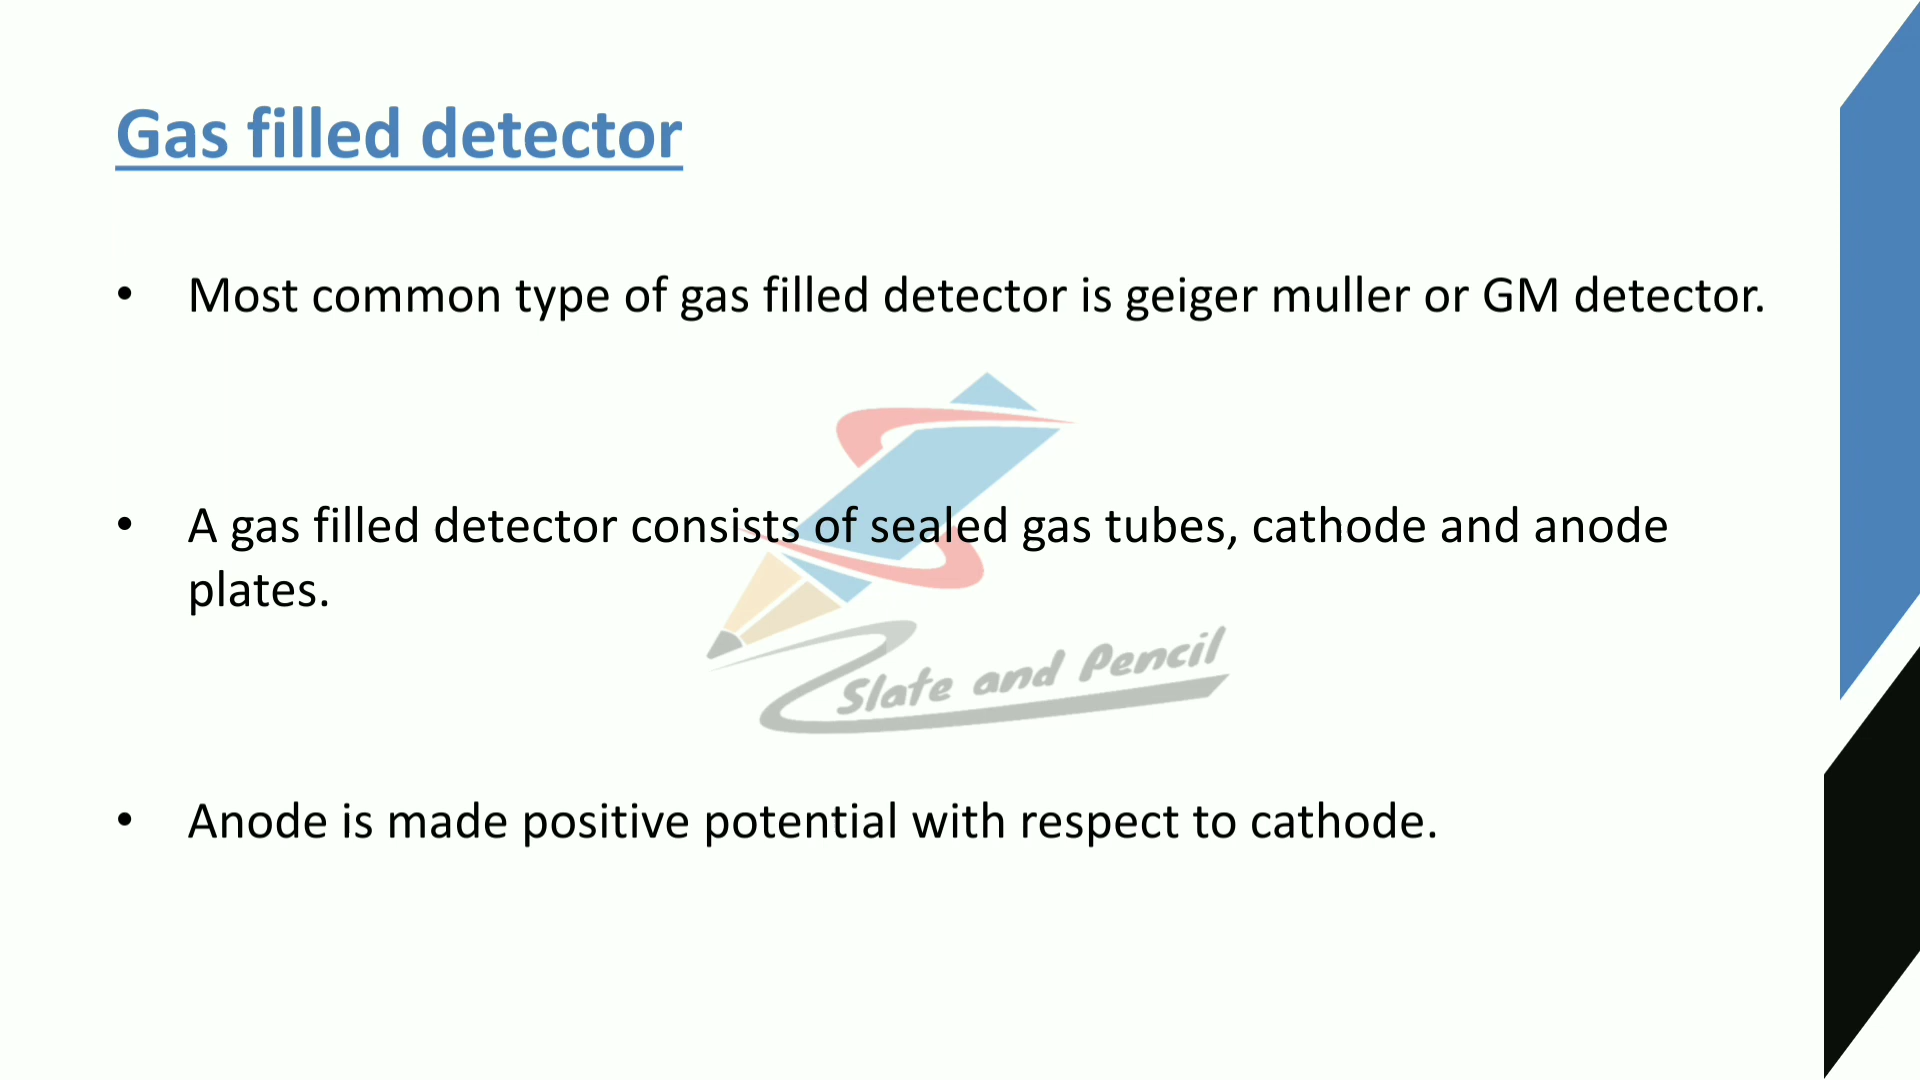 Gas filled detector
• Most common type of gas filled detector is geiger muller or GM detector.
• A gas filled detector consists of sealed gas tubes, cathode and anode
plates.
Slate and Pencil
• Anode is made positive potential with respect to cathode.